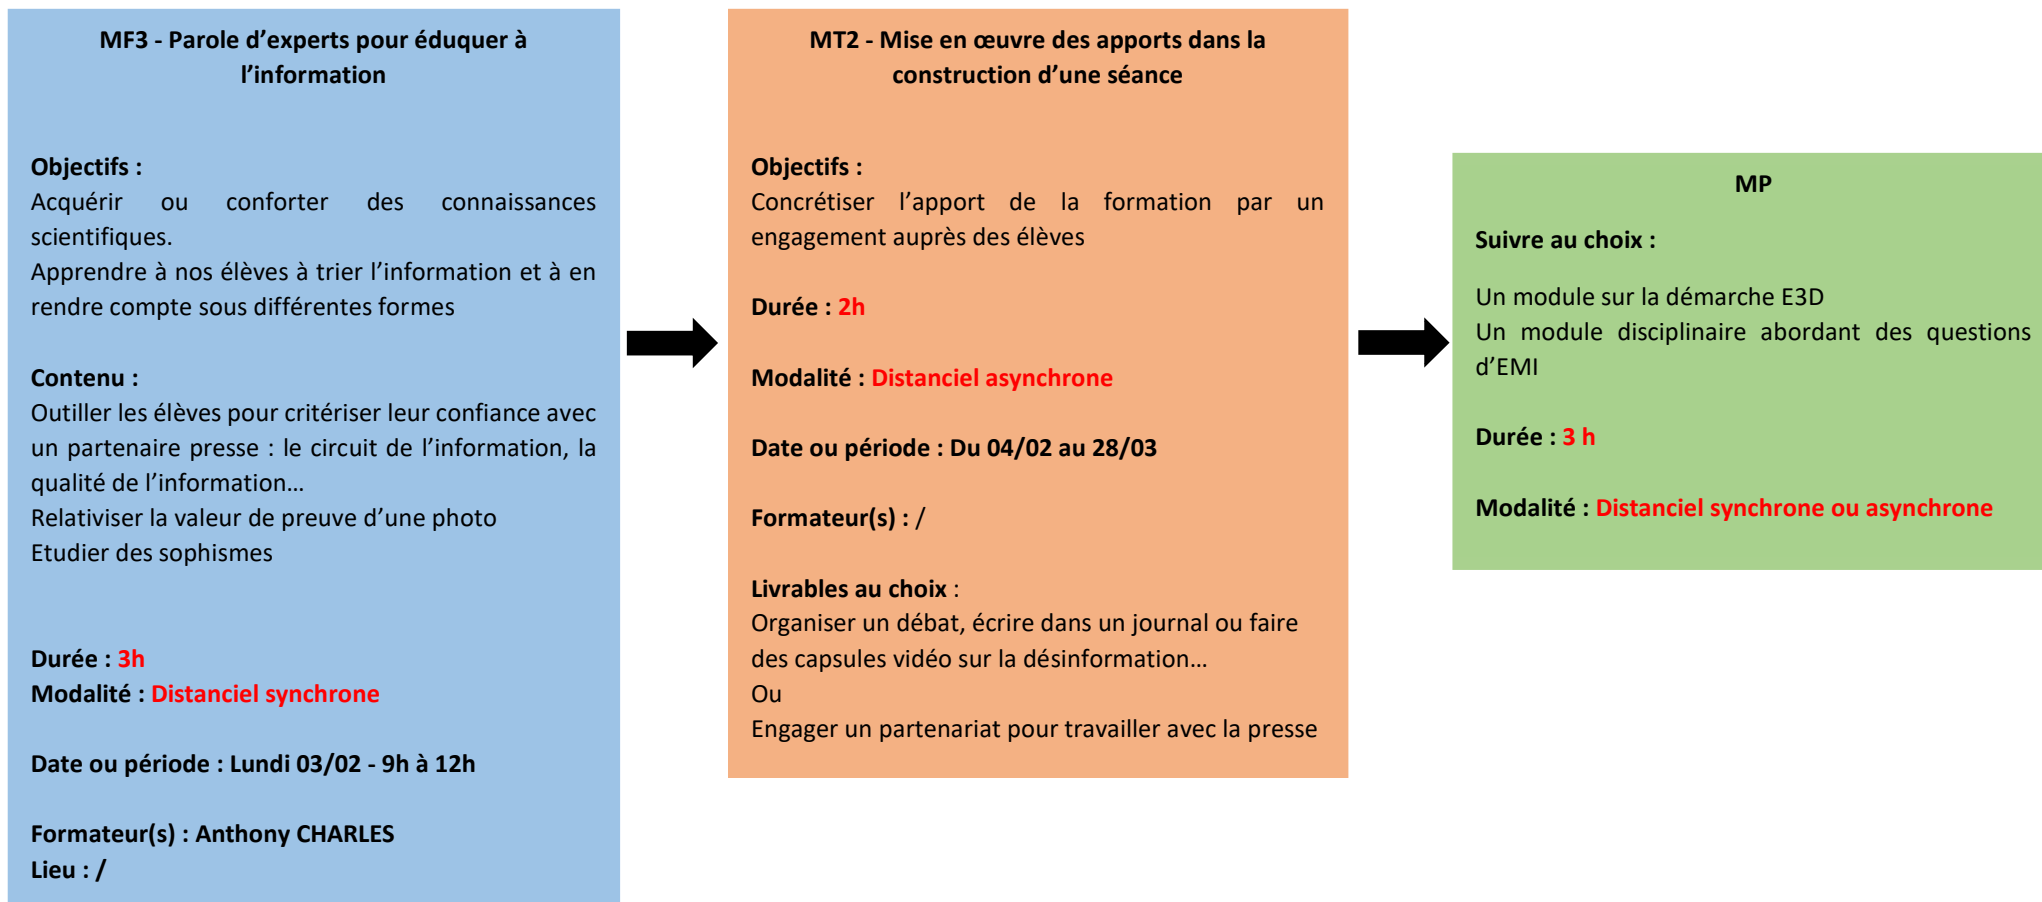 MF3 - Parole d’experts pour éduquer à
l’information
Objectifs :
Acquérir ou conforter des connaissances
scientifiques.
Apprendre à nos élèves à trier l’information et à en
rendre compte sous différentes formes
Contenu :
Outiller les élèves pour critériser leur confiance avec
un partenaire presse : le circuit de l’information, la
qualité de l’information…
Relativiser la valeur de preuve d’une photo
Etudier des sophismes
Durée : 3h
Modalité : Distanciel synchrone
Date ou période : Lundi 03/02 - 9h à 12h
Formateur(s) : Anthony CHARLES
Lieu : /
MT2 - Mise en œuvre des apports dans la
construction d’une séance
Objectifs :
Concrétiser l’apport de la formation par un
engagement auprès des élèves
Durée : 2h
Modalité : Distanciel asynchrone
Date ou période : Du 04/02 au 28/03
Formateur(s) : /
Livrables au choix :
Organiser un débat, écrire dans un journal ou faire
des capsules vidéo sur la désinformation…
Ou
Engager un partenariat pour travailler avec la presse
MP
Suivre au choix :
Un module sur la démarche E3D
Un module disciplinaire abordant des questions
d’EMI
Durée : 3 h
Modalité : Distanciel synchrone ou asynchrone